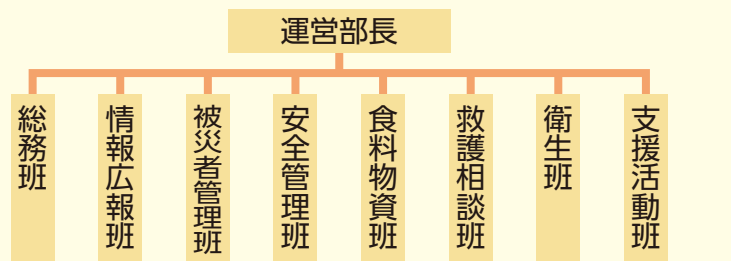 運営部長
総務班
情報広報班
被災者管理班
安全管理班
食料物資班
救護相談班
衛生班
支援活動班